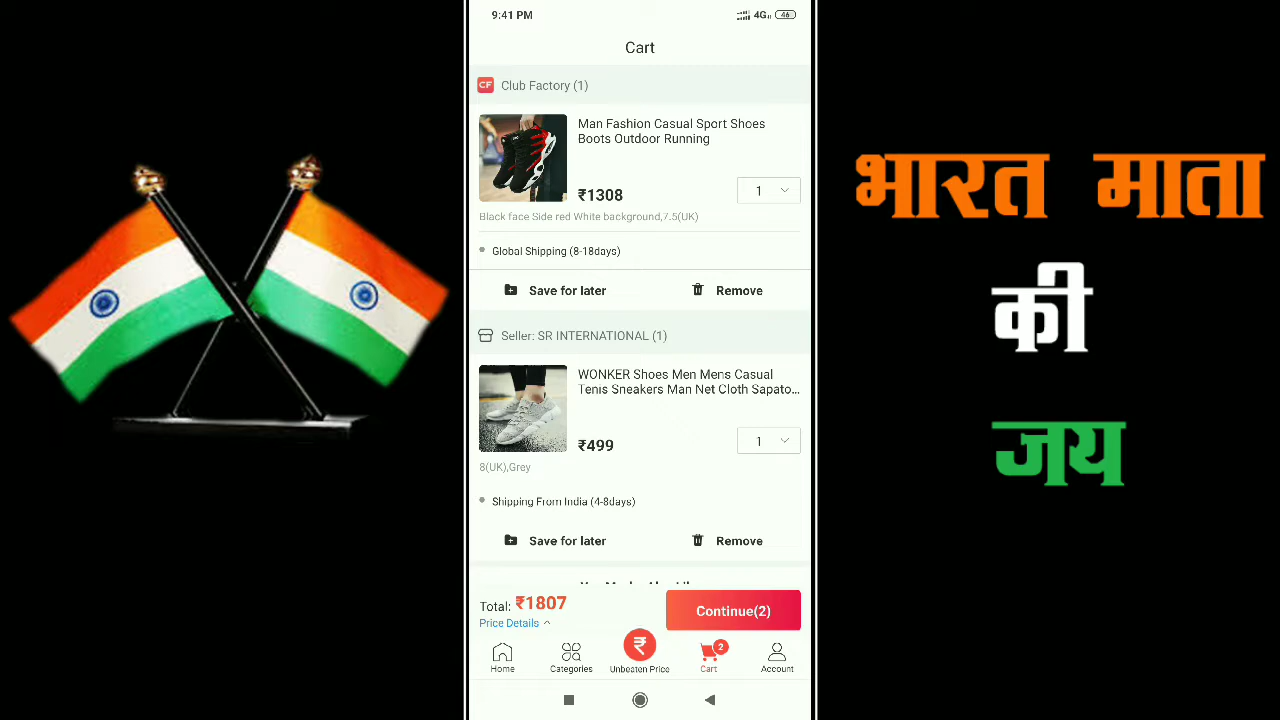 9:41 PM
4G
46
Cart
CF
Club Factory (1)
Man Fashion Casual Sport Shoes
Boots Outdoor Running
₹1308
1
Black face Side red White background,7.5(UK)
Global Shipping (8-18days)
Save for later
Remove
Seller: SR INTERNATIONAL (1)
WONKER Shoes Men Mens Casual
Tenis Sneakers Man Net Cloth Sapato...
₹499
1
8(UK),Grey
Shipping From India (4-8days)
Save for later
Remove
Total: ₹1807
Price Details
Continue(2)
₹
2
Home
Categories
Unbeaten Price
Cart
Account
भारत माता
की
जय